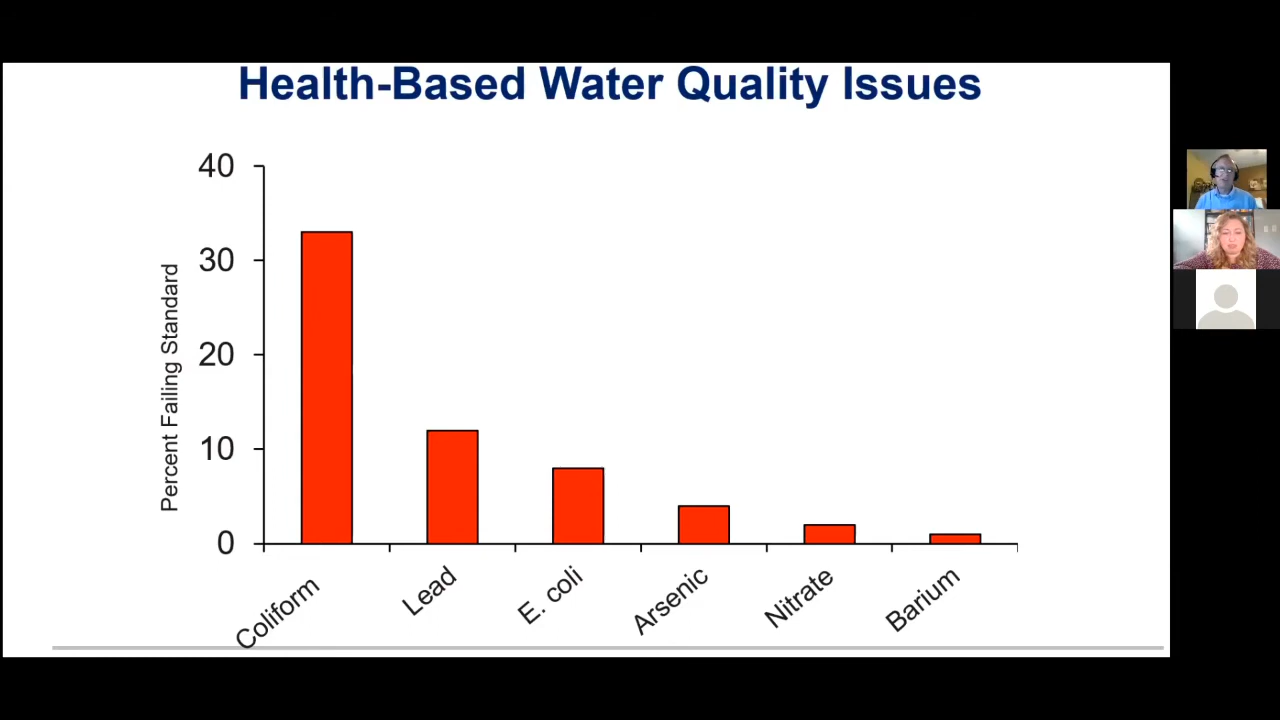 Health-Based Water Quality Issues
40
30
20
10
0
Percent Failing Standard
Coliform
Lead
E. coli
Arsenic
Nitrate
Barium